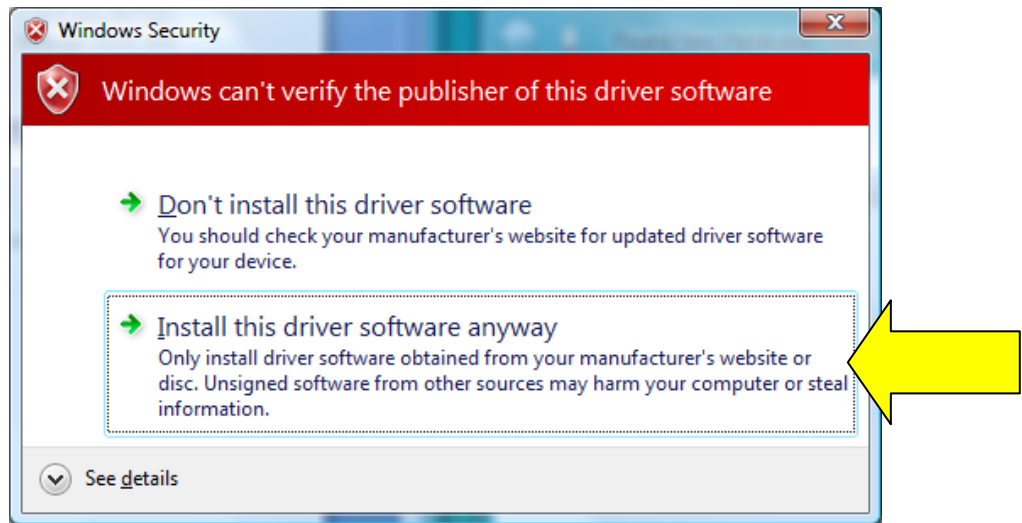 Windows Security
Windows can't verify the publisher of this driver software
Don't install this driver software
You should check your manufacturer's website for updated driver software
for your device.
Install this driver software anyway
Only install driver software obtained from your manufacturer's website or
disc. Unsigned software from other sources may harm your computer or steal
information.
See details